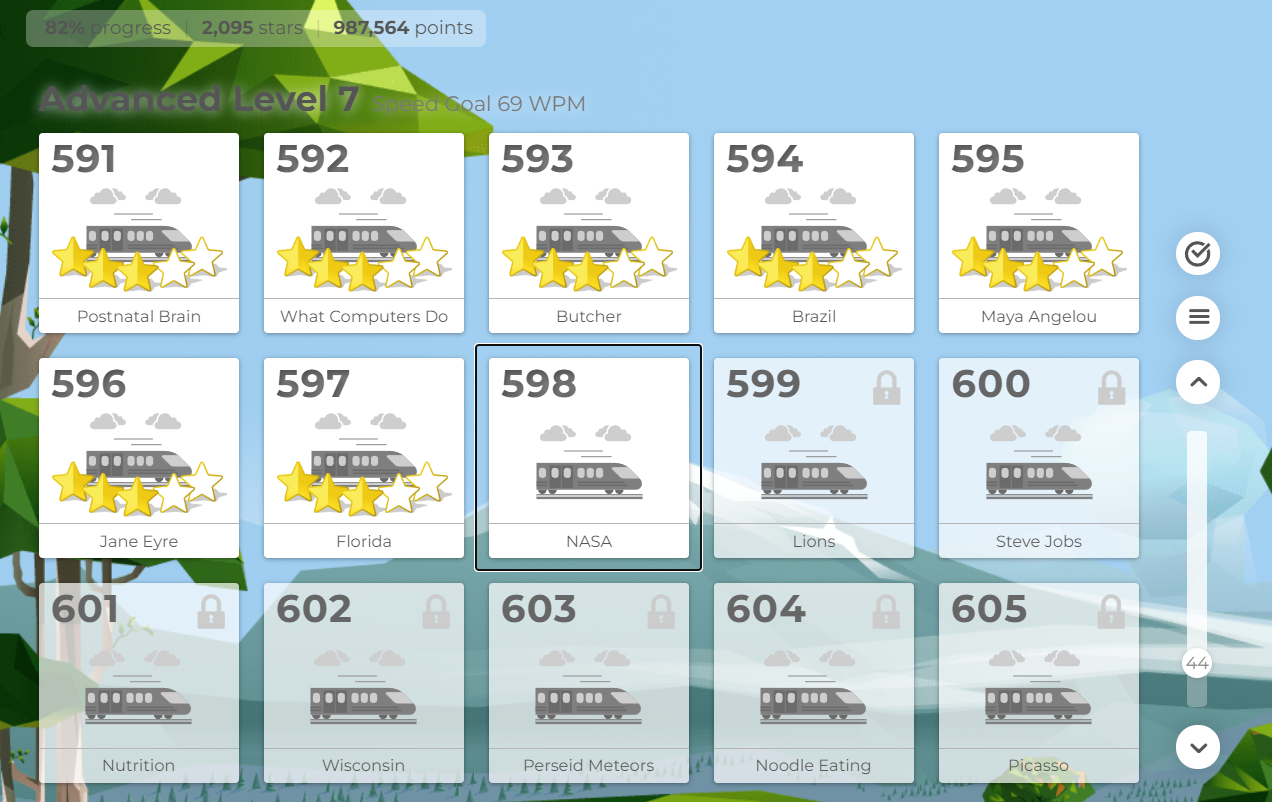 82% progress | 2,095 stars | 987,564 points
Advanced Level 7 Speed Goal 69 WPM
591 592 593 594 595
Postnatal Brain What Computers Do Butcher Brazil Maya Angelou
596 597 598 599 600
Jane Eyre Florida NASA Lions Steve Jobs
601 602 603 604 605
44
Nutrition Wisconsin Perseid Meteors Noodle Eating Picasso